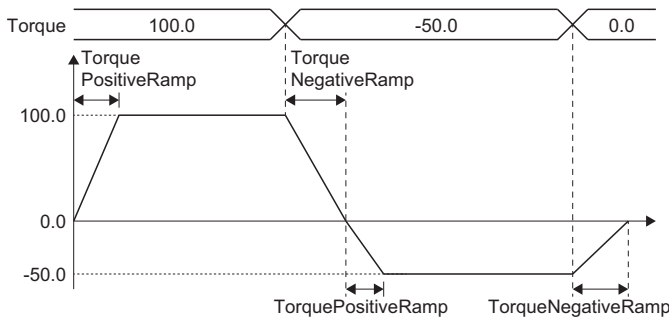 Torque 100.0 -50.0 0.0
Torque
PositiveRamp
Torque
NegativeRamp
100.0
0.0
-50.0
TorquePositiveRamp TorqueNegativeRamp